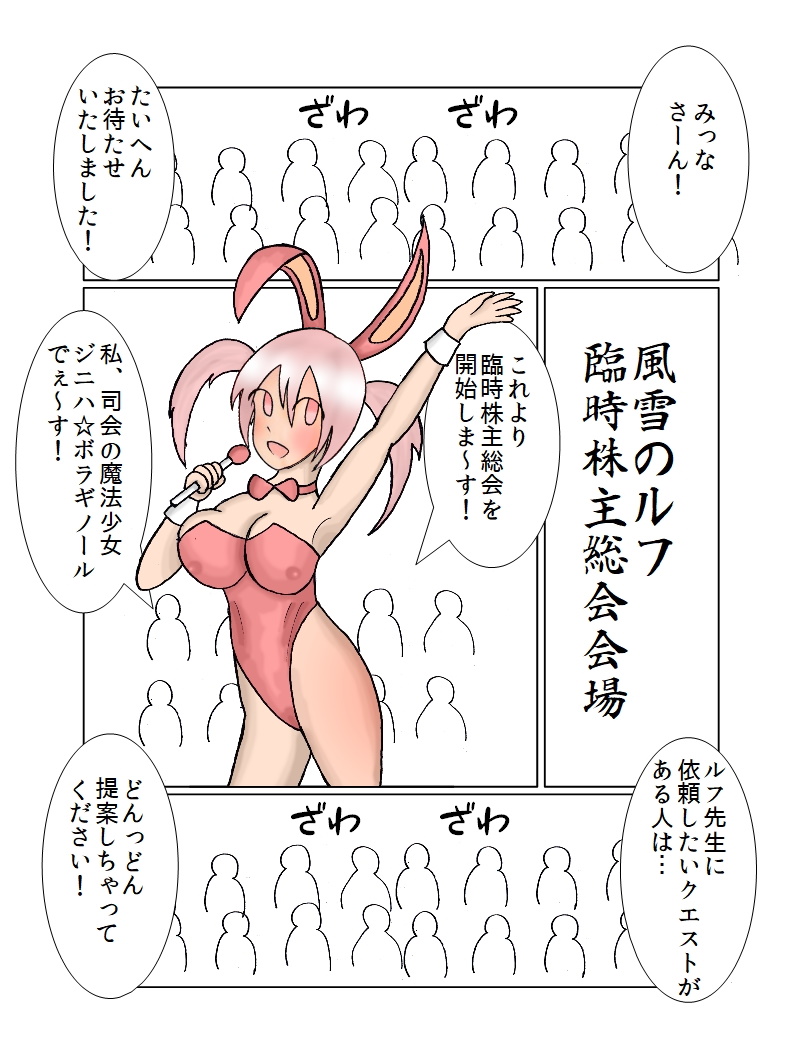 みっな
さーん！
ざわ
ざわ
たいへん
お待たせ
いたしました！
風雪のルフ
臨時株主総会会場
これより
臨時株主総会を
開始しま～す！
私、司会の魔法少女
ジニハ☆ボラギノール
でぇ～す！
ルフ先生に
依頼したいクエストが
ある人は…
ざわ
ざわ
どんっどん
提案しちゃって
ください！